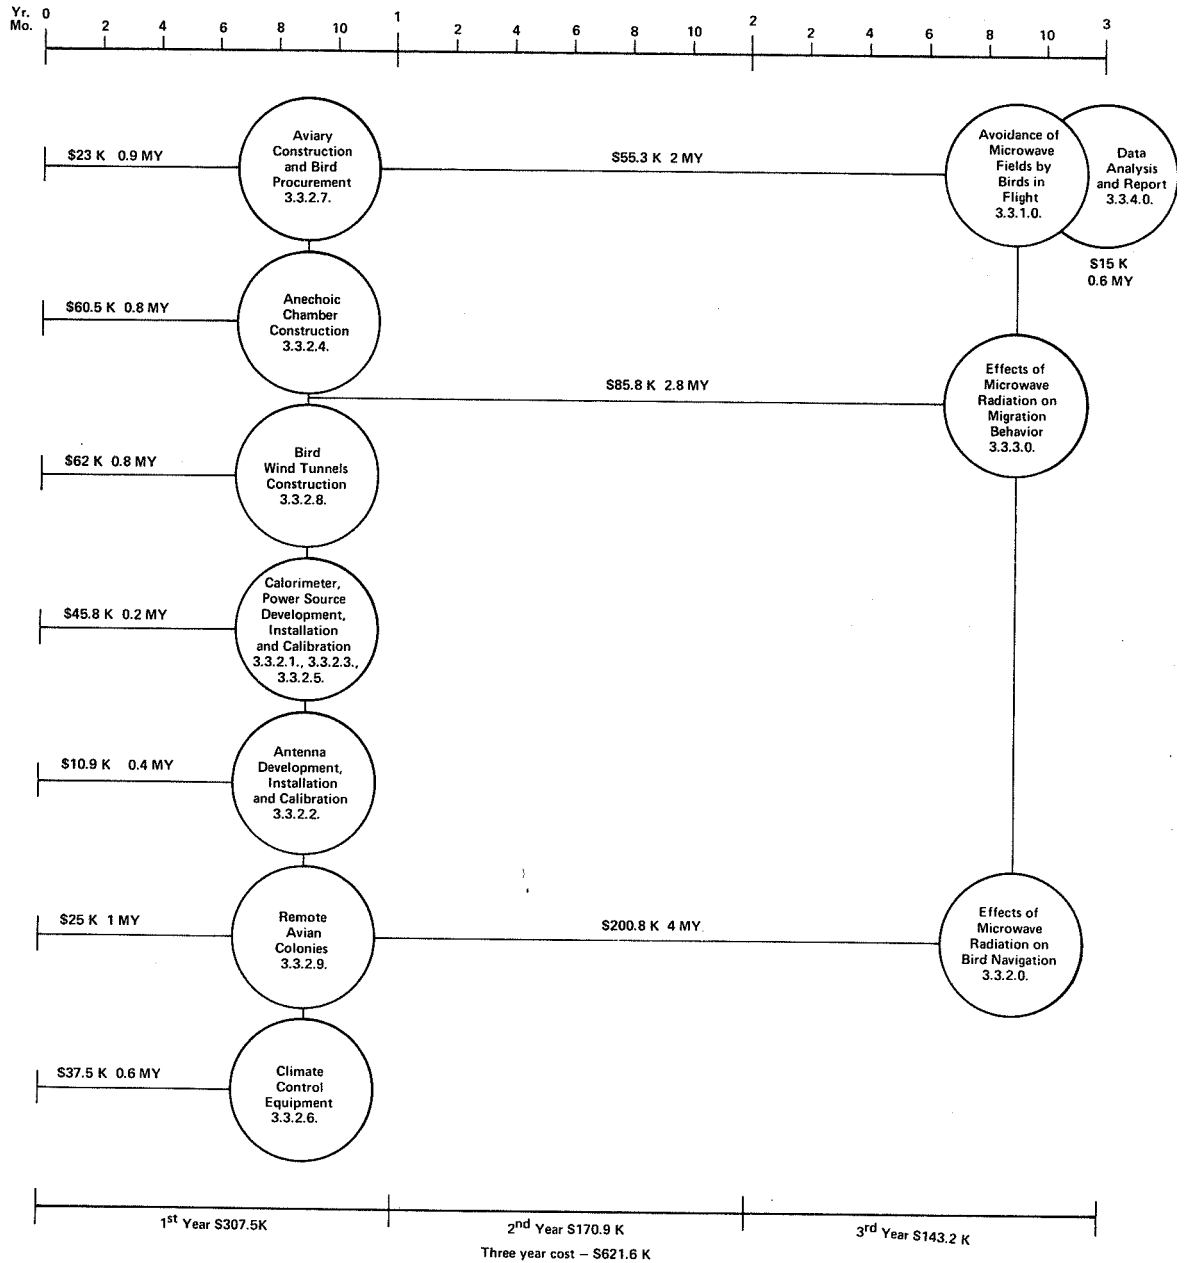 Yr. 0 1 2 3
Mo. 2 4 6 8 10 2 4 6 8 10 2 4 6 8 10
$23 K 0.9 MY
Aviary
Construction
and Bird
Procurement
3.3.2.7.
$55.3 K 2 MY
Avoidance of
Microwave
Fields by
Birds in
Flight
3.3.1.0.
Data
Analysis
and Report
3.3.4.0.
$15 K
0.6 MY
$60.5 K 0.8 MY
Anechoic
Chamber
Construction
3.3.2.4.
$85.8 K 2.8 MY
Effects of
Microwave
Radiation on
Migration
Behavior
3.3.3.0.
$62 K 0.8 MY
Bird
Wind Tunnels
Construction
3.3.2.8.
$45.8 K 0.2 MY
Calorimeter,
Power Source
Development,
Installation
and Calibration
3.3.2.1., 3.3.2.3.,
3.3.2.5.
$10.9 K 0.4 MY
Antenna
Development,
Installation
and Calibration
3.3.2.2.
$25 K 1 MY
Remote
Avian
Colonies
3.3.2.9.
$200.8 K 4 MY
Effects of
Microwave
Radiation on
Bird Navigation
3.3.2.0.
$37.5 K 0.6 MY
Climate
Control
Equipment
3.3.2.6.
1st Year $307.5K
2nd Year $170.9 K
3rd Year $143.2 K
Three year cost – $621.6 K